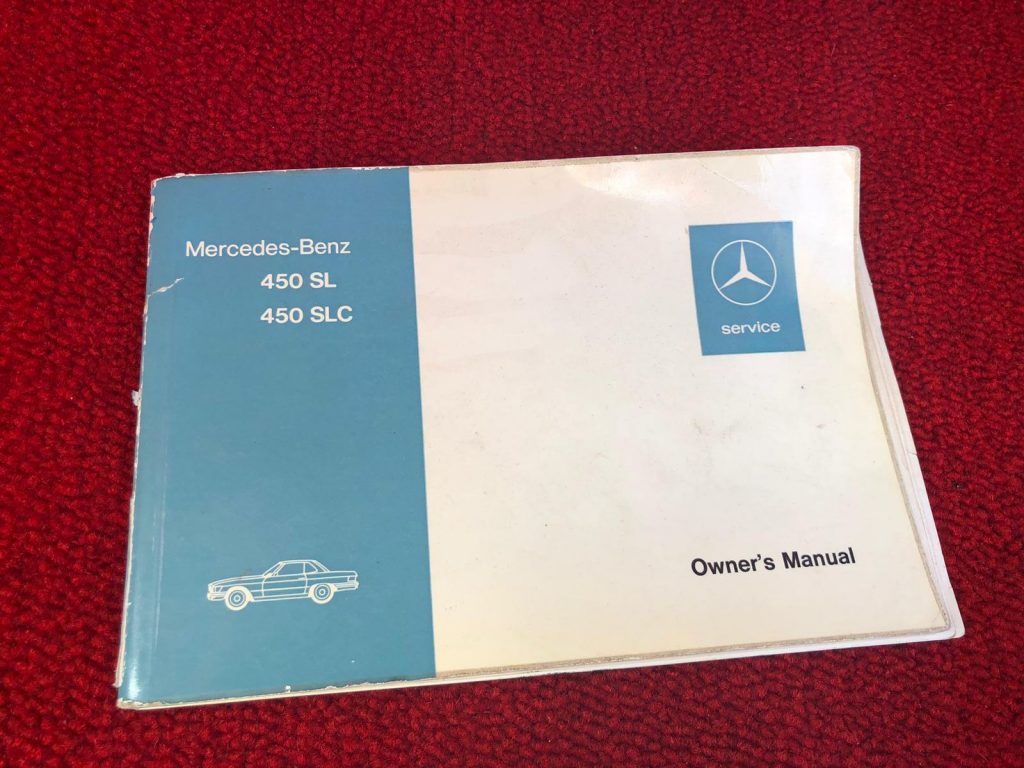 Mercedes-Benz
450 SL
450 SLC
service
Owner's Manual